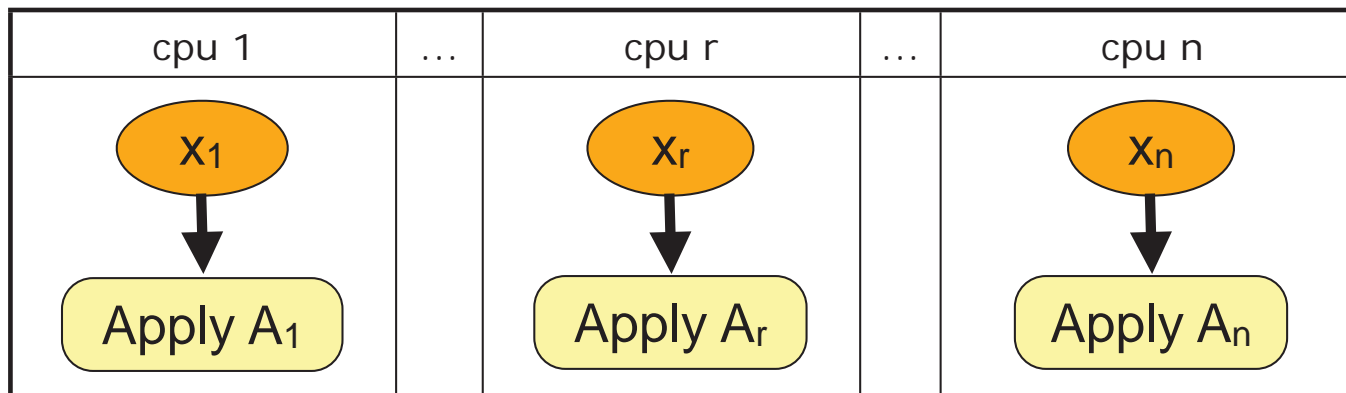 cpu 1 ... cpu r ... cpu n
x₁ xᵣ xₙ
Apply A₁ Apply Aᵣ Apply Aₙ